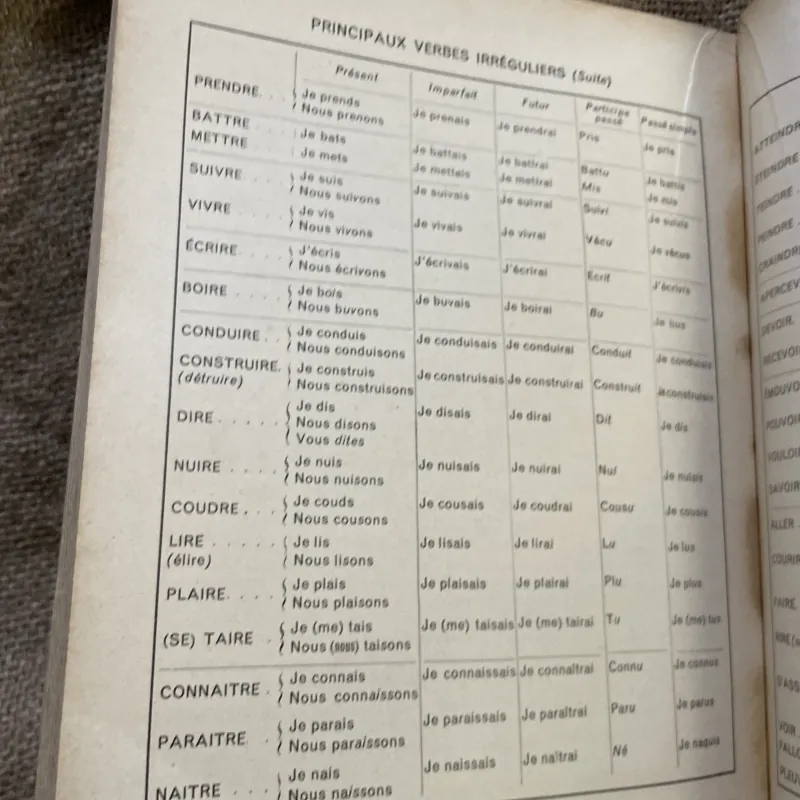 PRINCIPAUX VERBES IRRÉGULIERS (Suite)
Présent Imparfait Futur Participe passé Passé simple
PRENDRE. . . Je prends Je prenais Je prendrai Pris Je pris
Nous prenons
BATTRE . . . . Je bats Je battais Je battrai Battu Je battis
METTRE Je mets Je mettais Je mettrai Mis Je mis
SUIVRE . . . . Je suis Je suivais Je suivrai Suivi Je suivis
Nous suivons
VIVRE . . . . Je vis Je vivais Je vivrai Vécu Je vécus
Nous vivons
ÉCRIRE. . . . J'écris J'écrivais J'écrirai Ecrit J'écrivis
Nous écrivons
BOIRE . . . . Je bois Je buvais Je boirai Bu Je bus
Nous buvons
CONDUIRE . . Je conduis Je conduisais Je conduirai Conduit
Nous conduisons
CONSTRUIRE. Je construis Je construisais Je construirai Construit
(détruire) Nous construisons
DIRE . . . . . Je dis Je disais Je dirai Dit Je dis
Nous disons
Vous dites
NUIRE . . . . Je nuis Je nuisais Je nuirai Nui Je nuisis
Nous nuisons
COUDRE. . . Je couds Je cousais Je coudrai Cousu Je cousis
Nous cousons
LIRE . . . . . Je lis Je lisais Je lirai Lu Je lus
(élire) Nous lisons
PLAIRE. . . . Je plais Je plaisais Je plairai Plu Je plus
Nous plaisons
(SE) TAIRE . Je (me) tais Je (me) taisais Je (me) tairai Tu Je (me) tus
Nous (nous) taisons
CONNAITRE . Je connais Je connaissais Je connaîtrai Connu Je connus
Nous connaissons
PARAITRE . Je parais Je paraissais Je paraîtrai Paru Je parus
Nous paraissons
NAITRE . . . Je nais Je naissais Je naîtrai Né Je naquis
Nous naissons
ATTEINDR
ÉTEINDRE
TEINDRE .
PEINDRE .
CRAINDR
APERCEV
DEVOIR.
RECEVOI
ÉMOUVO
POUVOI
VOULOI
SAVOIR
ALLER .
COURIR
FAIRE.
RIRE (s
D'ASS
VOIR .
FALLO
PLEU